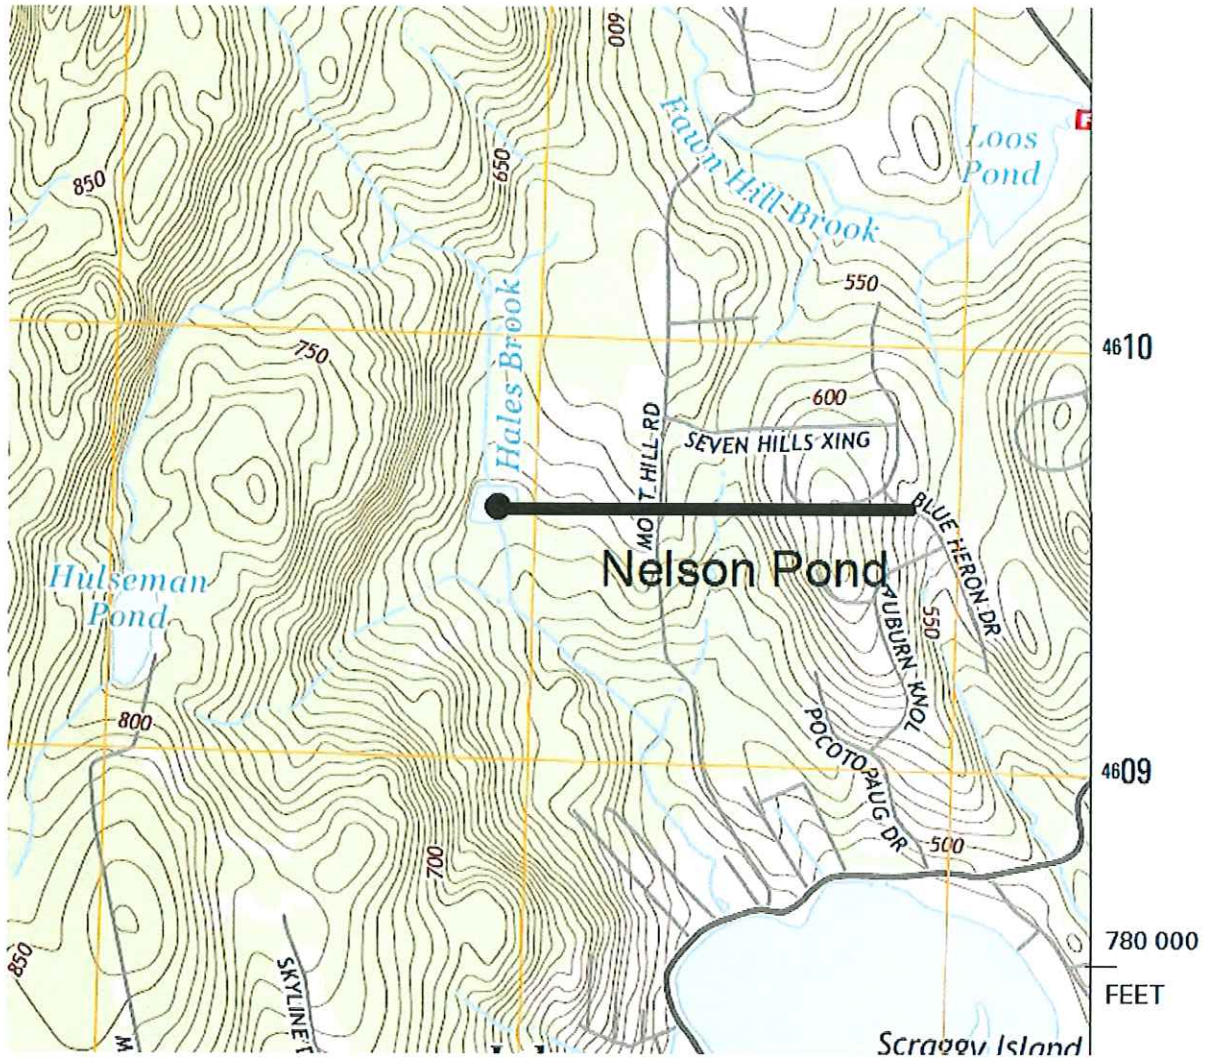 600
850
650
Fawn Hill Brook
Loos
Pond
F
550
750
Hales Brook
4610
600
MOTT HILL RD
SEVEN HILLS XING
BLUE HERON DR
Nelson Pond
Hulseman
Pond
AUBURN KNOL
550
800
POCOTOPAUG DR
4609
700
500
850
SKYLINE
780 000
FEET
M
Scraggy Island